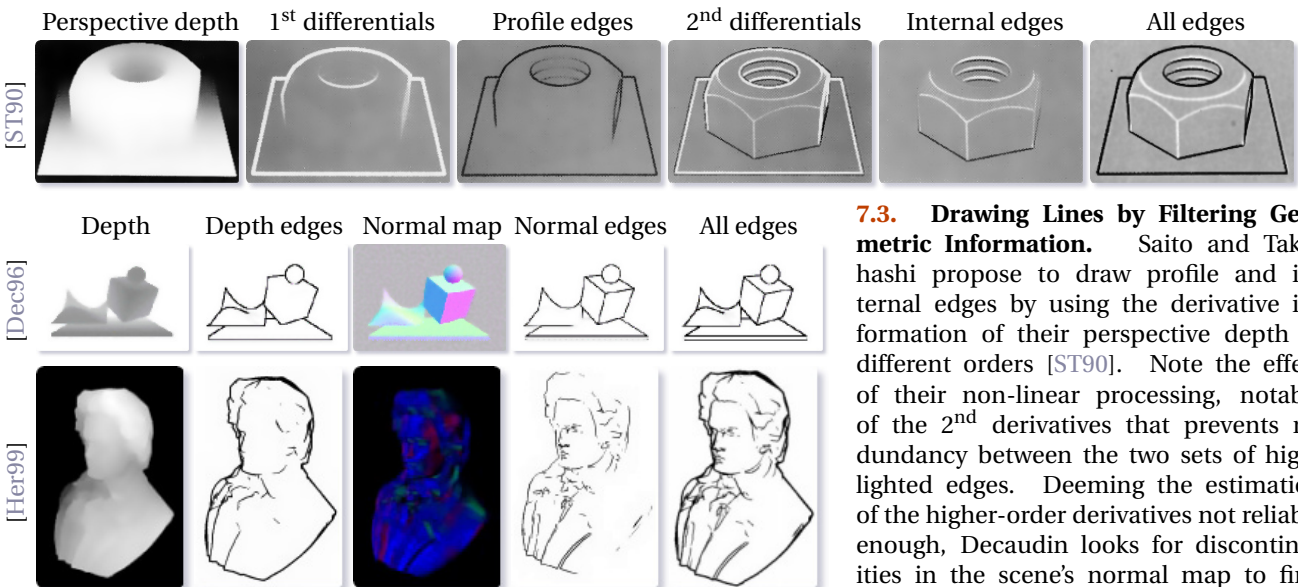 Perspective depth 1st differentials Profile edges 2nd differentials Internal edges All edges
[ST90]
Depth Depth edges Normal map Normal edges All edges
[Dec96]
[Her99]
7.3. Drawing Lines by Filtering Ge
metric Information. Saito and Tak
hashi propose to draw profile and i
ternal edges by using the derivative i
formation of their perspective depth
different orders [ST90]. Note the effe
of their non-linear processing, notab
of the 2nd derivatives that prevents r
dundancy between the two sets of hig
lighted edges. Deeming the estimati
of the higher-order derivatives not reliab
enough, Decaudin looks for discontin
ities in the scene's normal map to fi